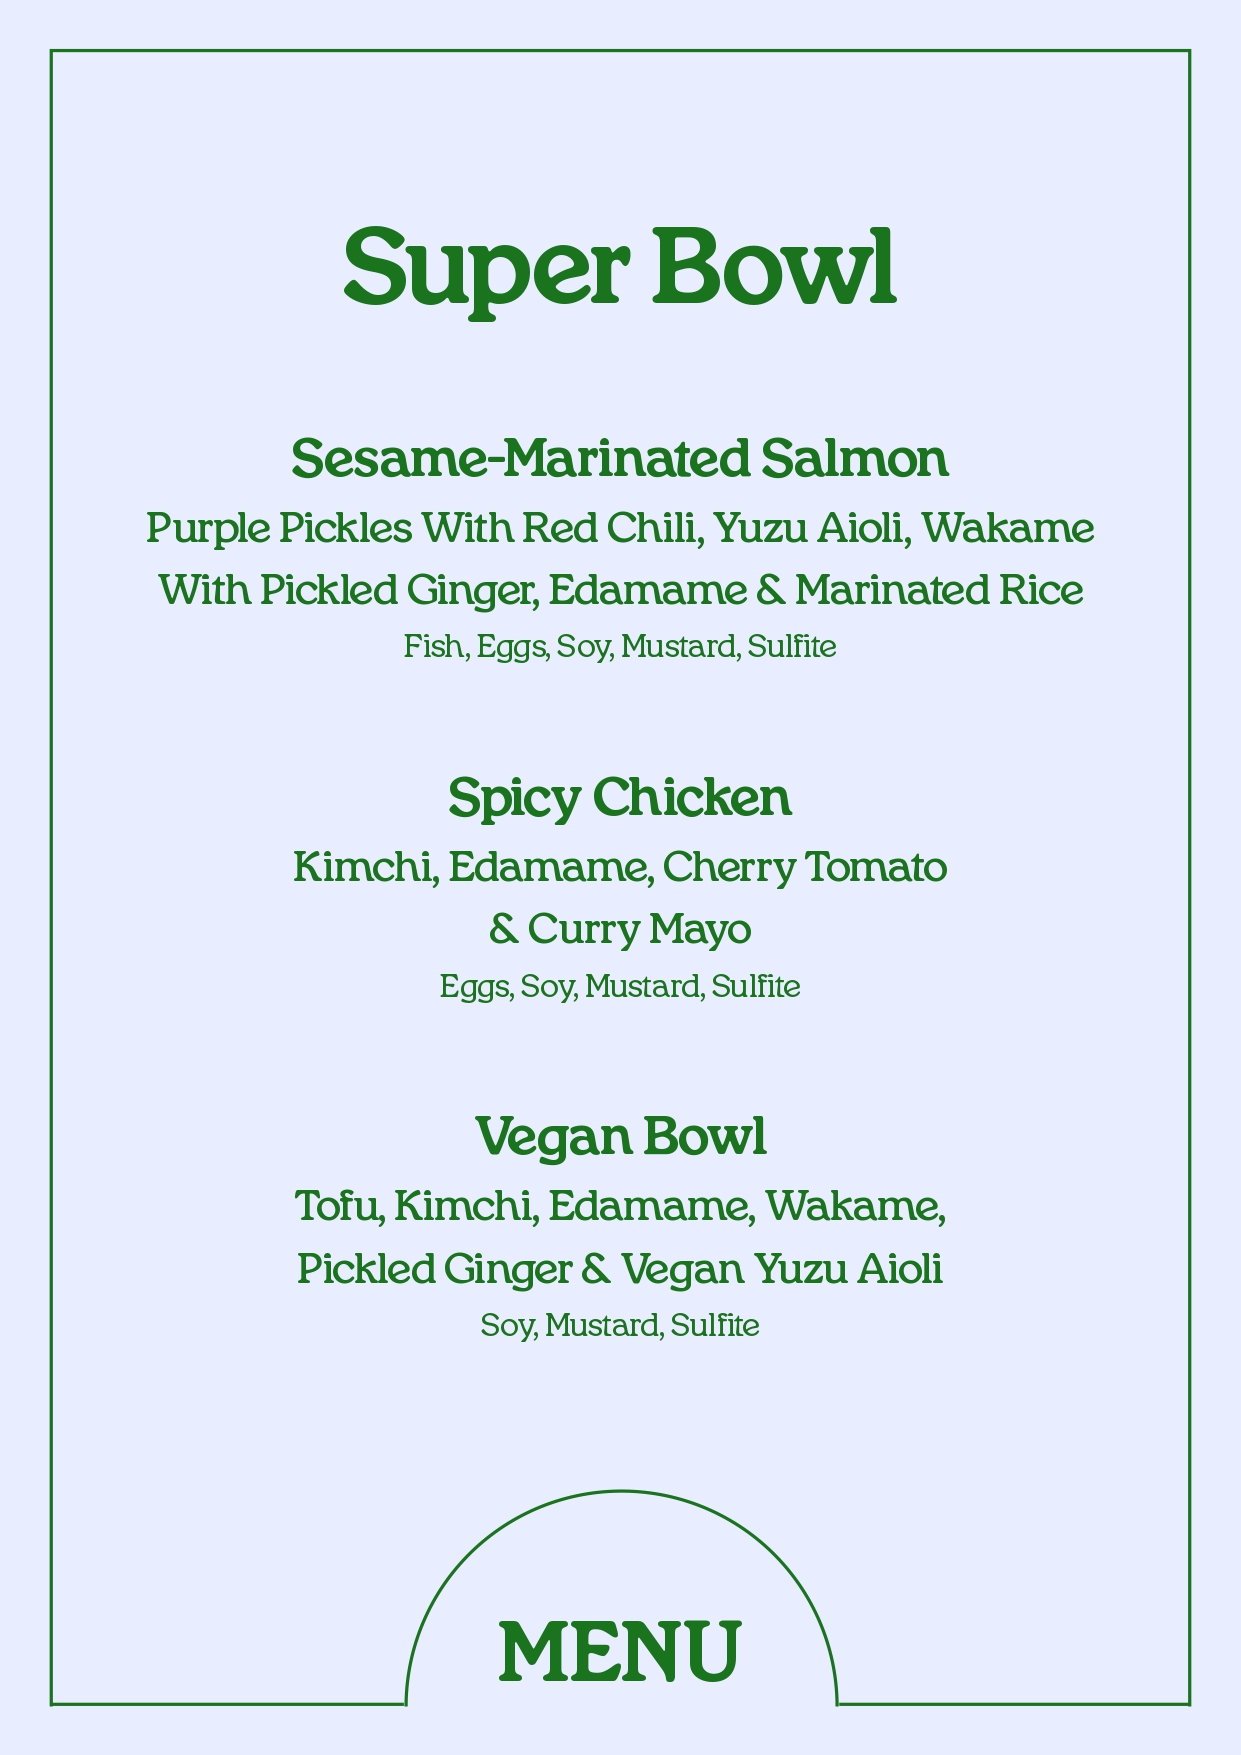 Super Bowl
Sesame-Marinated Salmon
Purple Pickles With Red Chili, Yuzu Aioli, Wakame
With Pickled Ginger, Edamame & Marinated Rice
Fish, Eggs, Soy, Mustard, Sulfite
Spicy Chicken
Kimchi, Edamame, Cherry Tomato
& Curry Mayo
Eggs, Soy, Mustard, Sulfite
Vegan Bowl
Tofu, Kimchi, Edamame, Wakame,
Pickled Ginger & Vegan Yuzu Aioli
Soy, Mustard, Sulfite
MENU